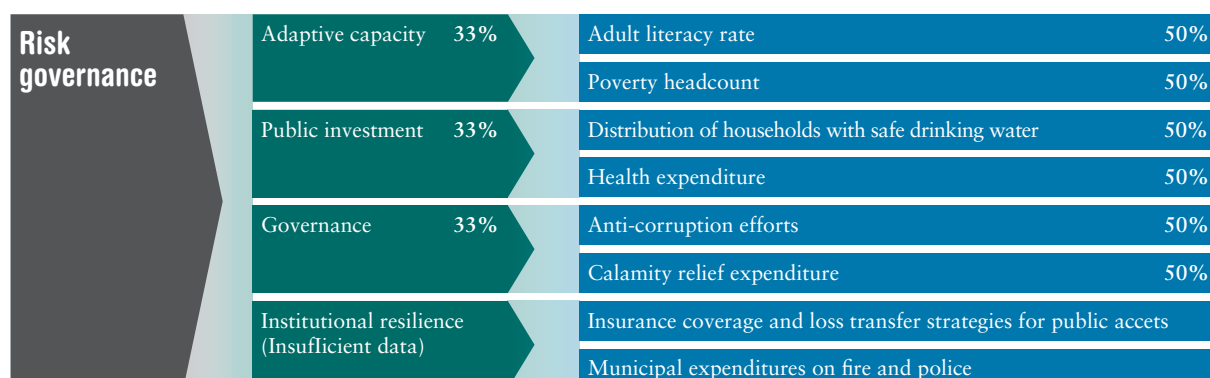 Risk
governance
Adaptive capacity 33%
Adult literacy rate 50%
Poverty headcount 50%
Public investment 33%
Distribution of households with safe drinking water 50%
Health expenditure 50%
Governance 33%
Anti-corruption efforts 50%
Calamity relief expenditure 50%
Institutional resilience
(InsufIicient data)
Insurance coverage and loss transfer strategies for public accets
Municipal expenditures on fire and police